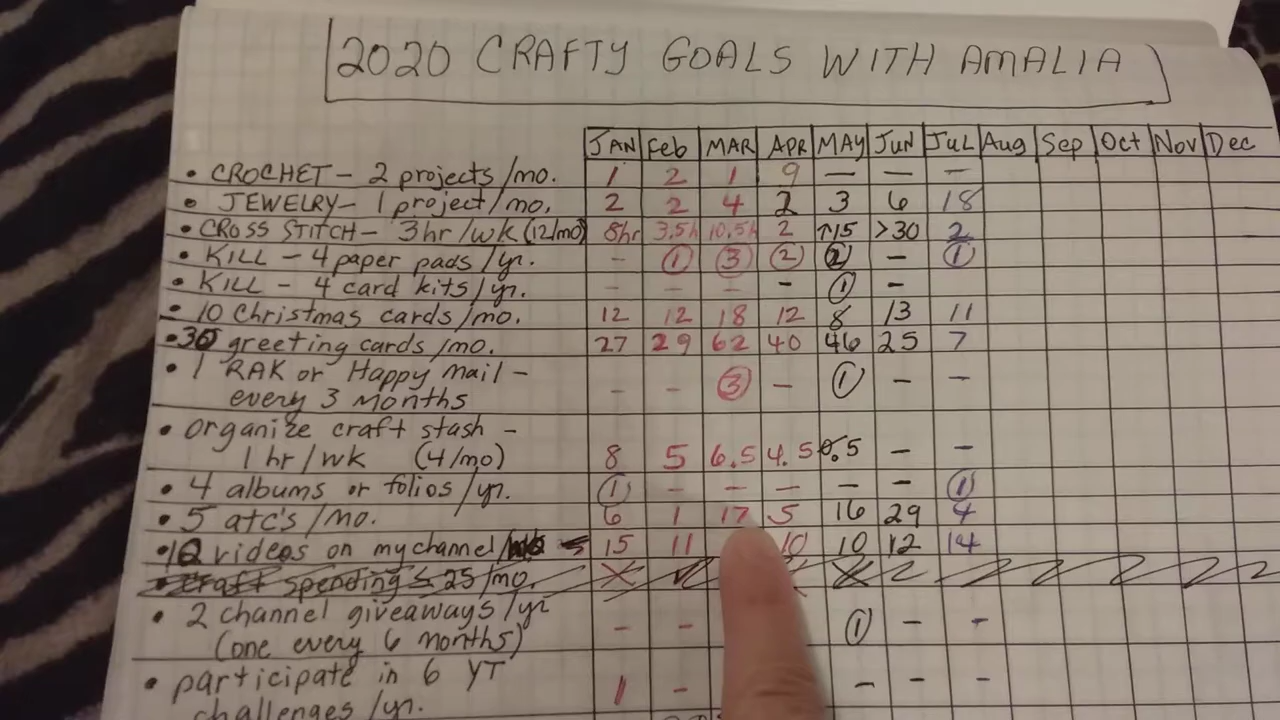 2020 CRAFTY GOALS WITH AMALIA
JAN Feb MAR APR MAY Jun Jul Aug Sep Oct Nov Dec
• CROCHET - 2 projects/mo. 1 2 1 9 — — —
• JEWELRY - 1 project/mo. 2 2 4 2 3 6 18
• CROSS STITCH - 3hr/wk (12/mo) 8hr 3.5h 10.5h 2 ↑15 >30 2
• KILL - 4 paper pads/yr. - 1 3 2 2 - 1
• KILL - 4 card kits/yr. - - - - 1 -
• 10 Christmas cards/mo. 12 12 18 12 8 13 11
• 30 greeting cards/mo. 27 29 62 40 46 25 7
• 1 RAK or Happy mail -
every 3 months - - 3 - 1 - -
• organize craft stash -
1 hr/wk (4/mo) 8 5 6.5 4.5 0.5 - -
• 4 albums or folios/yr. 1 - - - - - 1
• 5 atc's/mo. 6 1 17 5 16 29 4
• 12 videos on my channel/ 15 11 10 10 12 14
• craft spending ≤ 25/mo.
• 2 channel giveaways/yr
(one every 6 months) - - 1 - -
• participate in 6 YT
challenges/yr. 1 - - - -